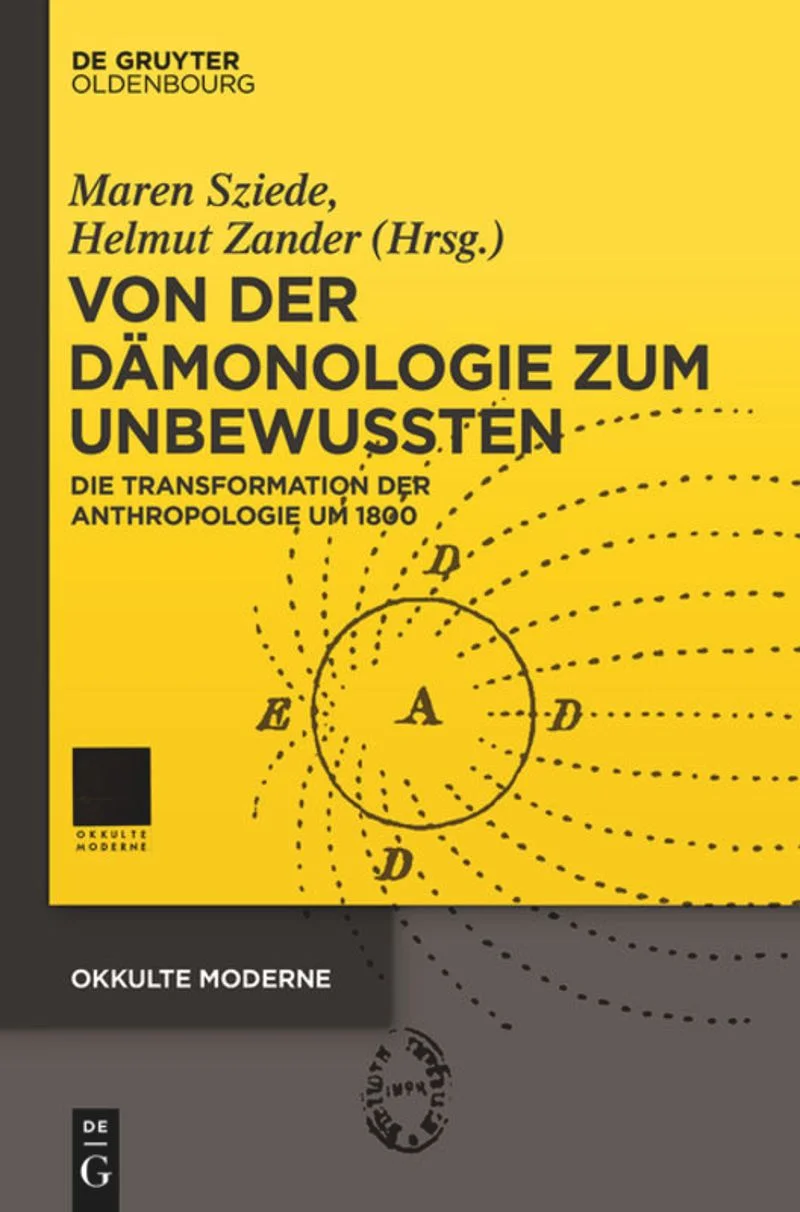 DE GRUYTER
OLDENBOURG
Maren Sziede,
Helmut Zander (Hrsg.)
VON DER
DÄMONOLOGIE ZUM
UNBEWUSSTEN
DIE TRANSFORMATION DER
ANTHROPOLOGIE UM 1800
D
E
A
D
D
OKKULTE
MODERNE
OKKULTE MODERNE
DE
G